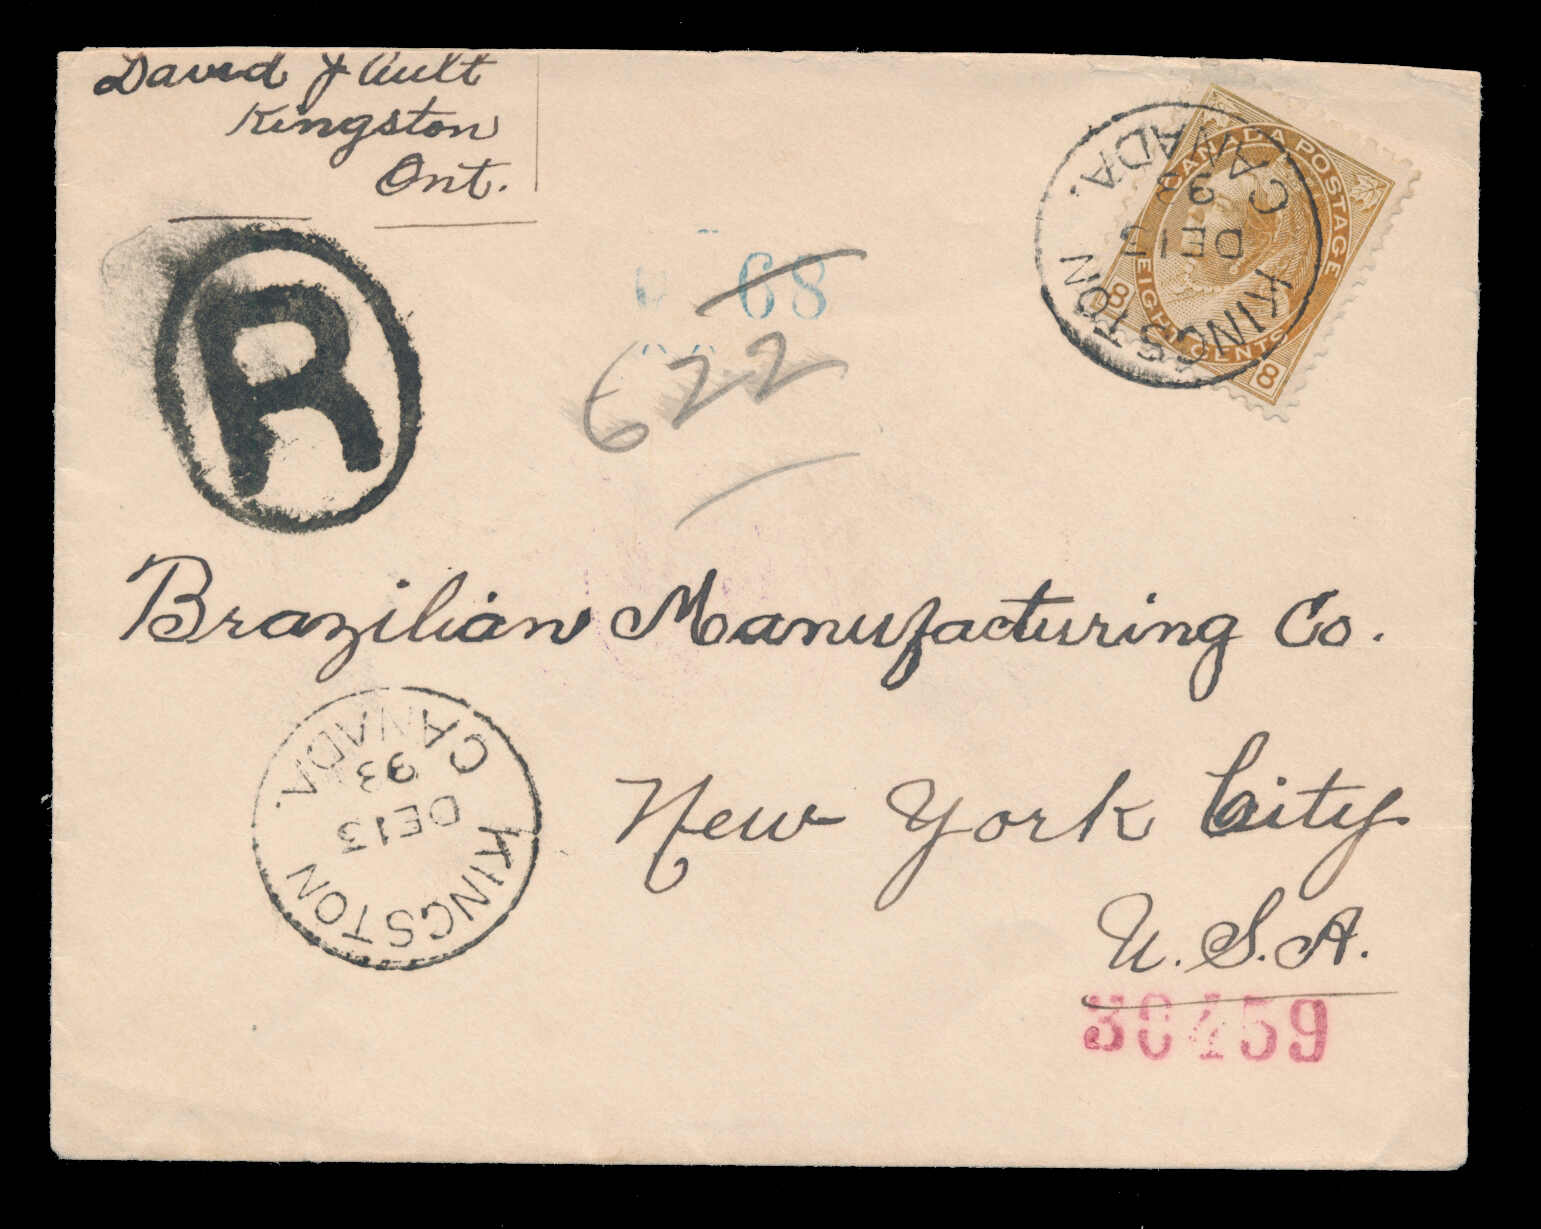 David J Ault
Kingston
Ont.
R
68
622
CANADA POSTAGE
EIGHT CENTS
8
8
KINGSTON
DE 13
CANADA.
Brazilian Manufacturing Co.
New York City
U.S.A.
KINGSTON
DE 13
93
CANADA.
30459